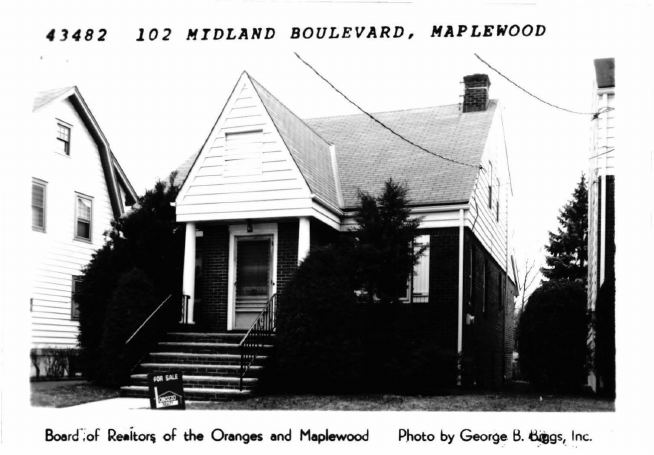 43482 102 MIDLAND BOULEVARD, MAPLEWOOD
FOR SALE
Board of Realtors of the Oranges and Maplewood Photo by George B. Biggs, Inc.